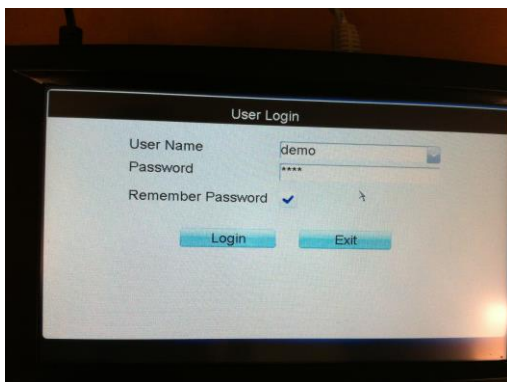 User Login
User Name demo
Password ****
Remember Password
Login Exit